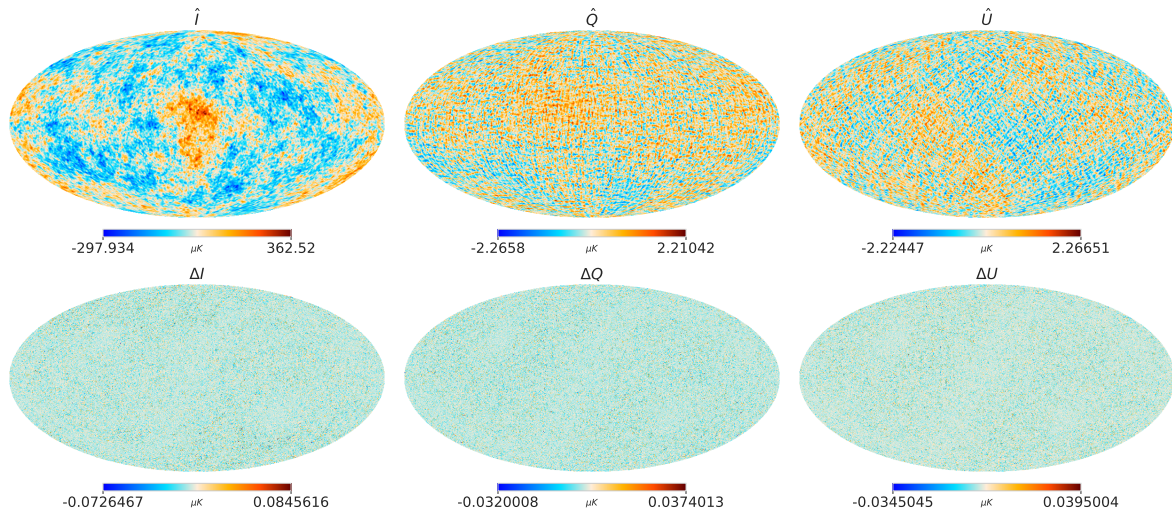 Î
Q̂
Û
-297.934 μK 362.52
-2.2658 μK 2.21042
-2.22447 μK 2.26651
ΔI
ΔQ
ΔU
-0.0726467 μK 0.0845616
-0.0320008 μK 0.0374013
-0.0345045 μK 0.0395004